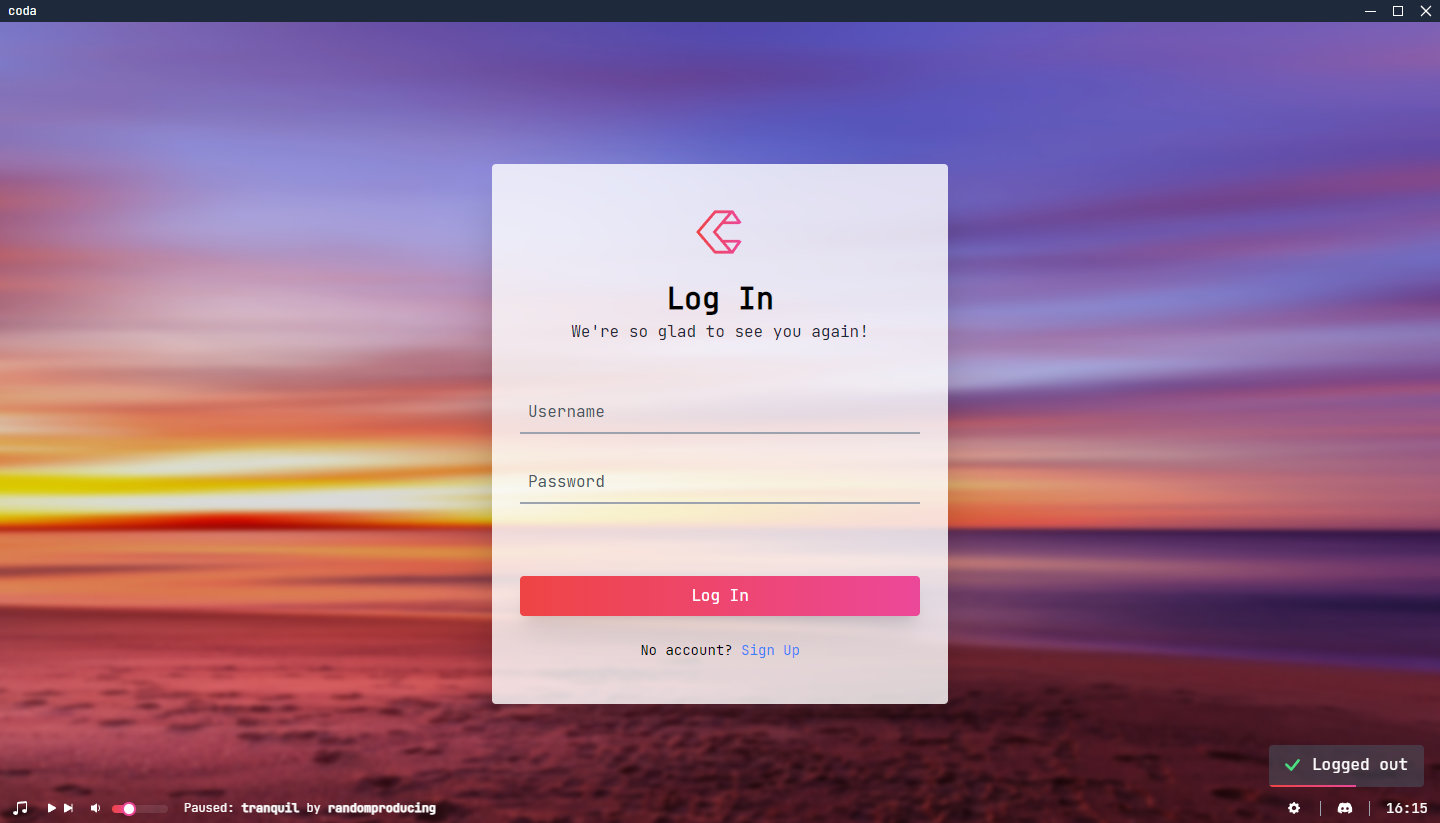 coda
Log In
We're so glad to see you again!
Username
Password
Log In
No account? Sign Up
Logged out
Paused: tranquil by randomproducing
16:15